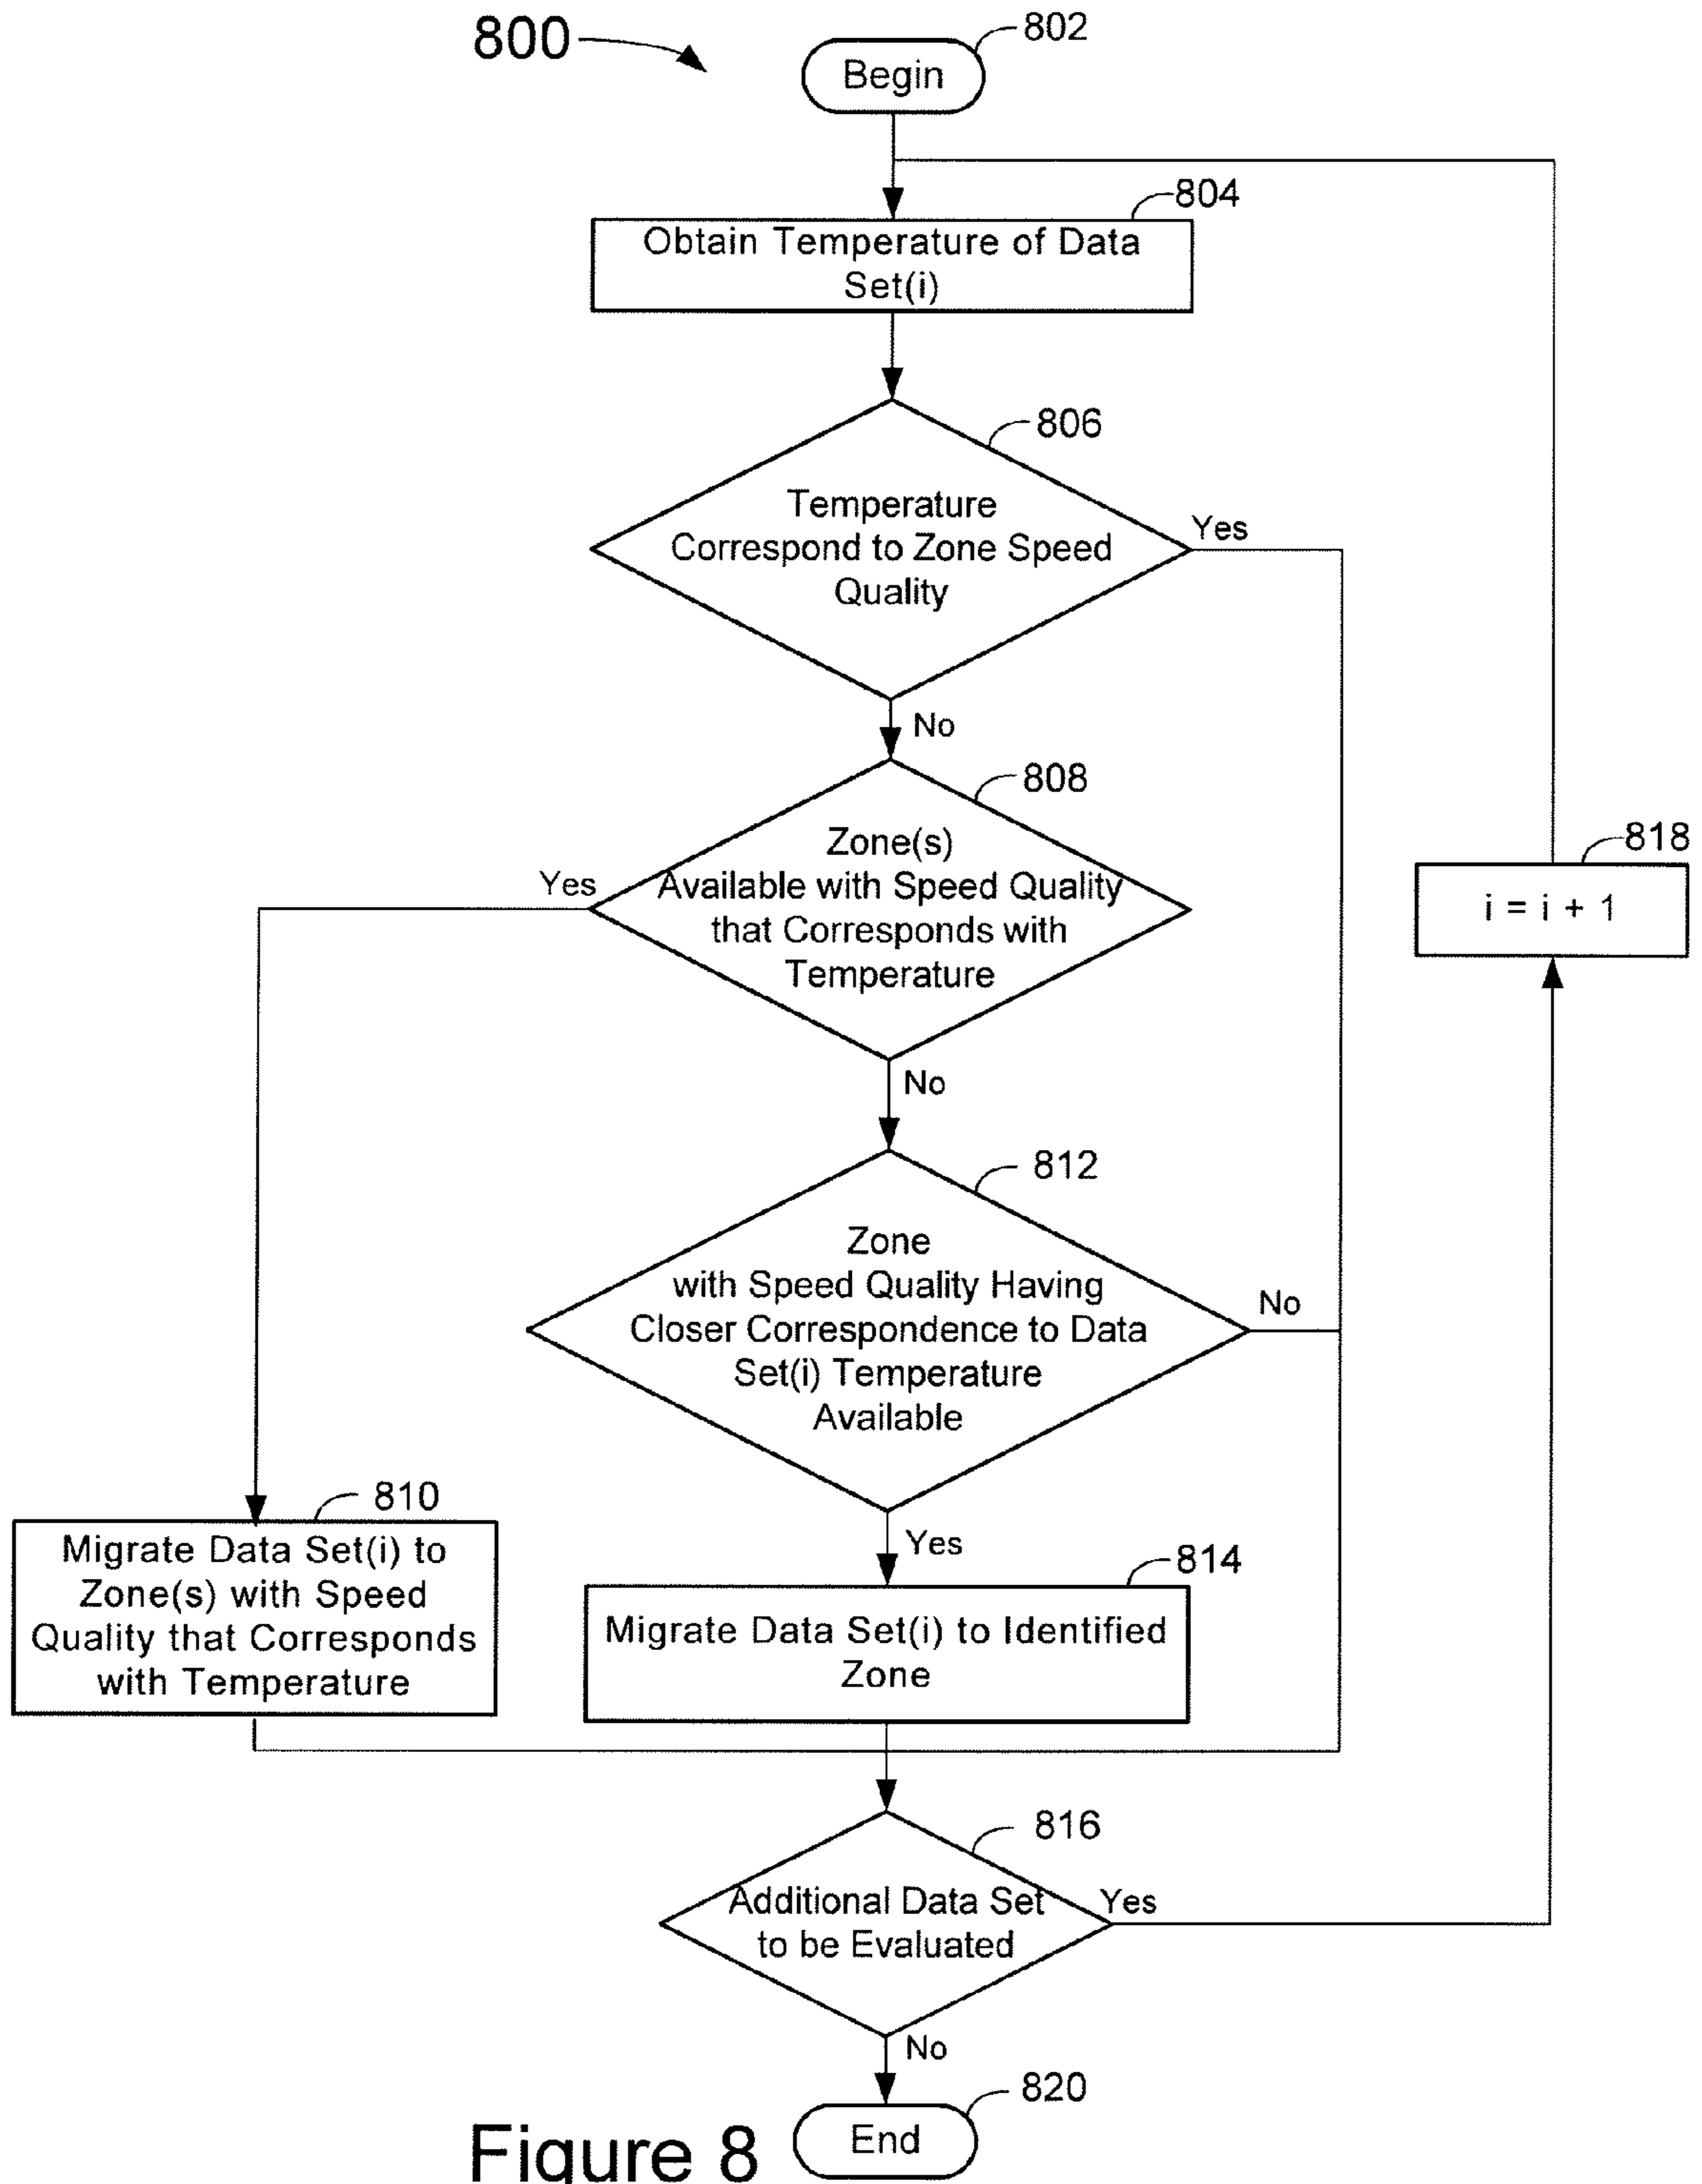 800
802
Begin
804
Obtain Temperature of Data
Set(i)
806
Temperature
Correspond to Zone Speed
Quality
Yes
No
808
Zone(s)
Available with Speed Quality
that Corresponds with
Temperature
Yes
818
i = i + 1
No
812
Zone
with Speed Quality Having
Closer Correspondence to Data
Set(i) Temperature
Available
No
810
Migrate Data Set(i) to
Zone(s) with Speed
Quality that Corresponds
with Temperature
Yes
814
Migrate Data Set(i) to Identified
Zone
816
Additional Data Set
to be Evaluated
Yes
No
820
End
Figure 8